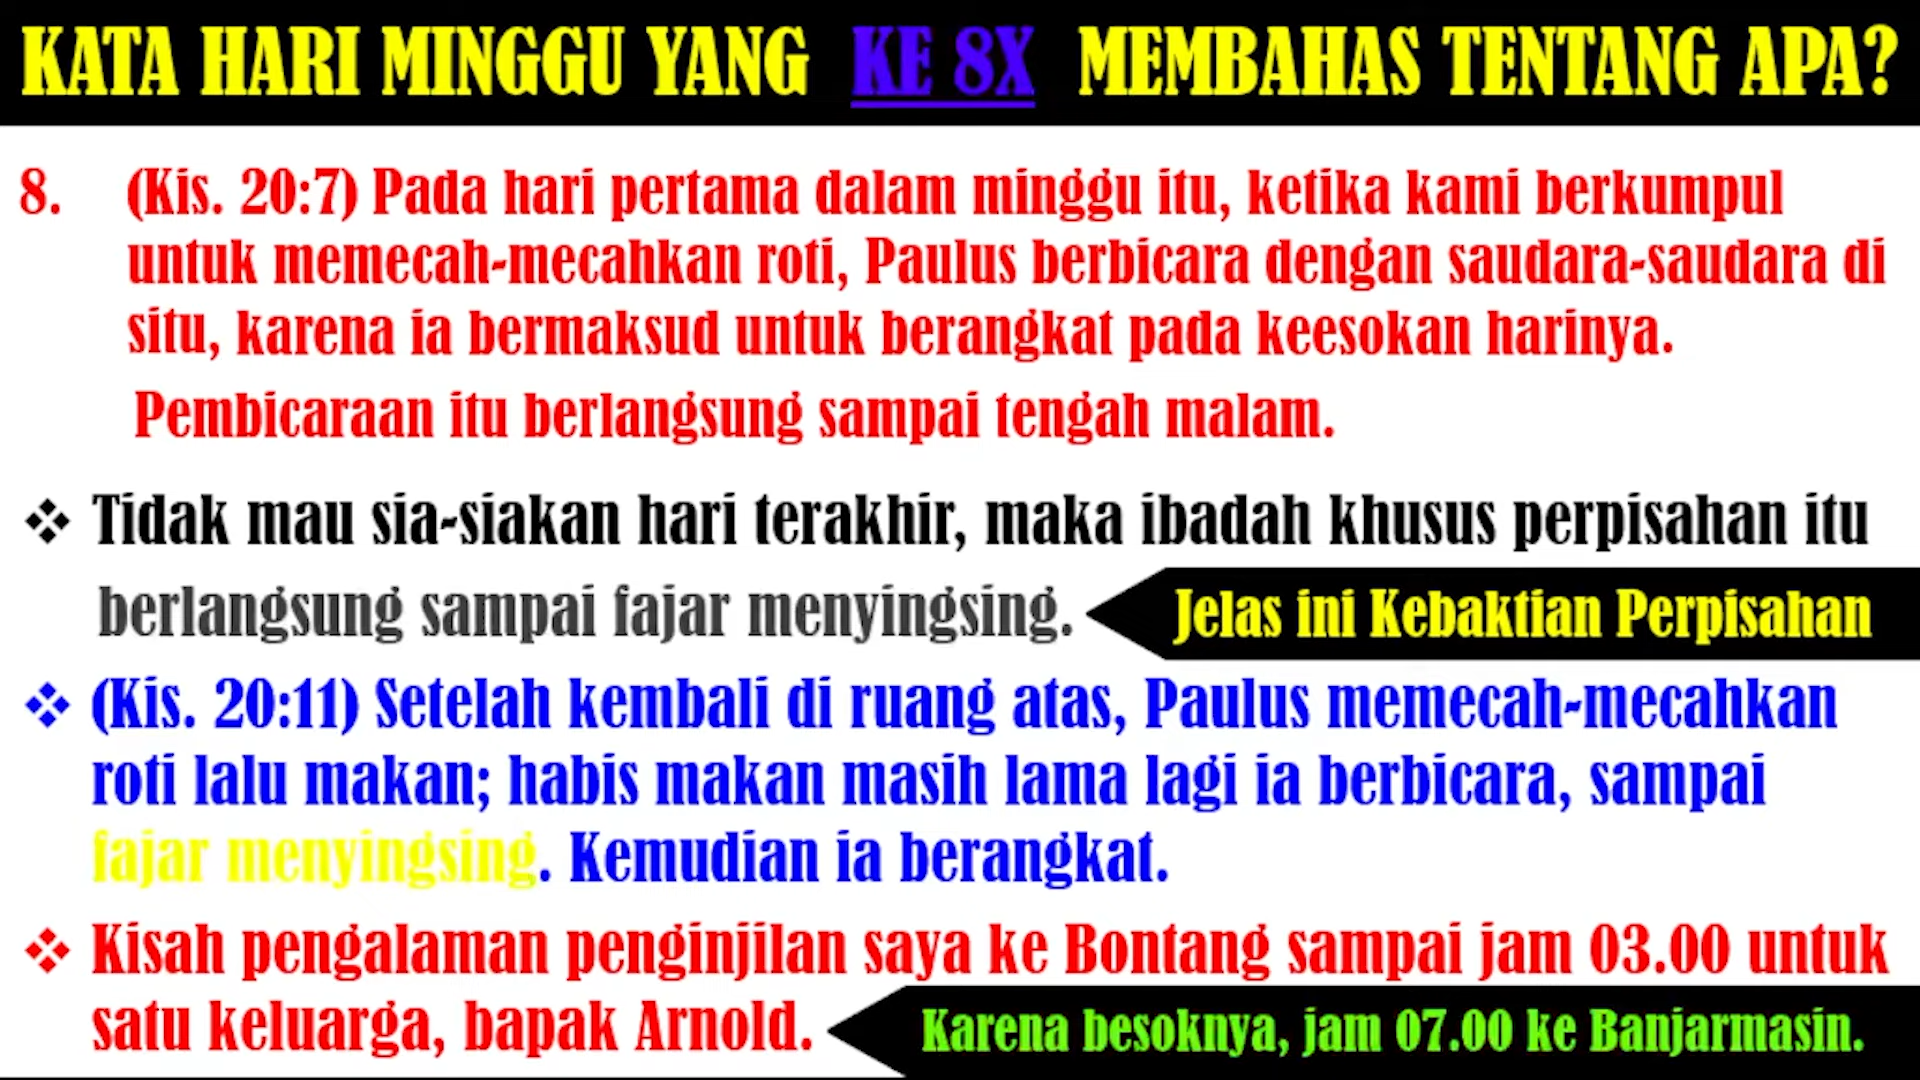 KATA HARI MINGGU YANG KE 8X MEMBAHAS TENTANG APA?
8. (Kis. 20:7) Pada hari pertama dalam minggu itu, ketika kami berkumpul
untuk memecah-mecahkan roti, Paulus berbicara dengan saudara-saudara di
situ, karena ia bermaksud untuk berangkat pada keesokan harinya.
Pembicaraan itu berlangsung sampai tengah malam.
❖ Tidak mau sia-siakan hari terakhir, maka ibadah khusus perpisahan itu
berlangsung sampai fajar menyingsing. Jelas ini Kebaktian Perpisahan
❖ (Kis. 20:11) Setelah kembali di ruang atas, Paulus memecah-mecahkan
roti lalu makan; habis makan masih lama lagi ia berbicara, sampai
fajar menyingsing. Kemudian ia berangkat.
❖ Kisah pengalaman penginjilan saya ke Bontang sampai jam 03.00 untuk
satu keluarga, bapak Arnold. Karena besoknya, jam 07.00 ke Banjarmasin.